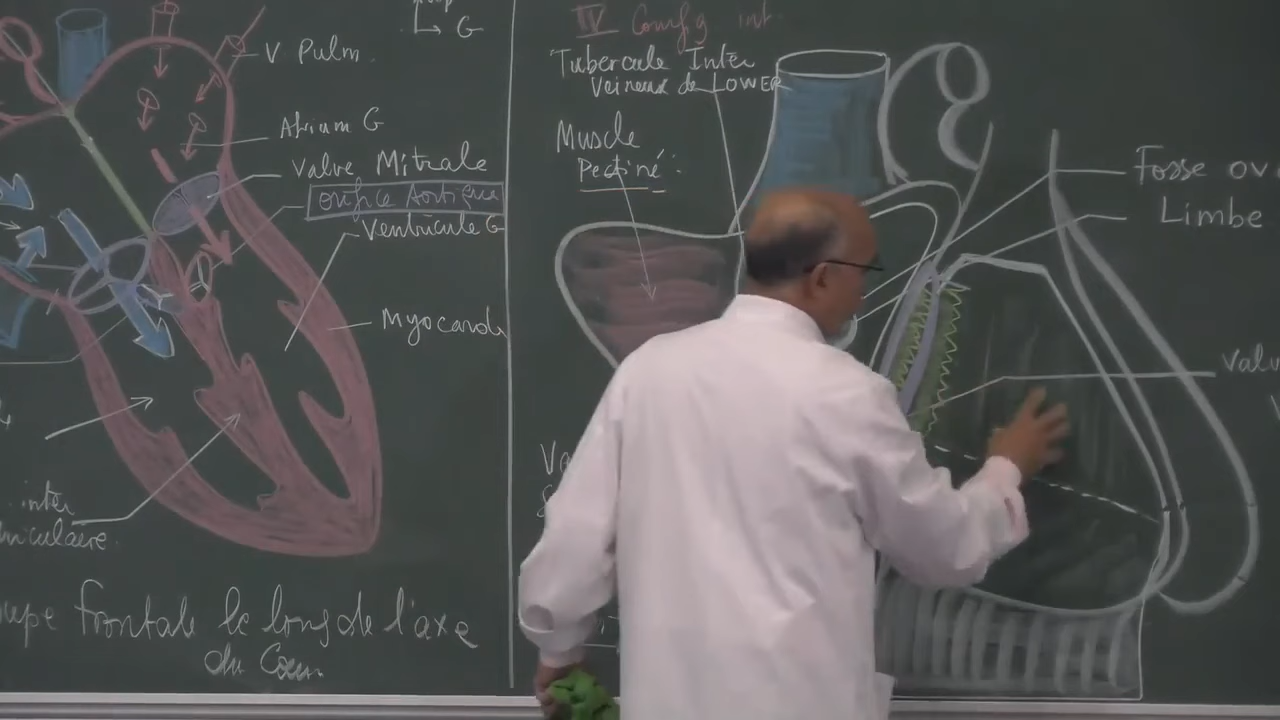 G
V Pulm.
Atrium G
Valve Mitrale
orifice Aortique
Ventricule G
Myocarde
inter
coupe frontale le long de l'axe
du Cœur
IV Config int.
Tubercule Inter
Veineux de LOWER
Muscle
Pectiné :
Fosse ov
Limbe
Valv